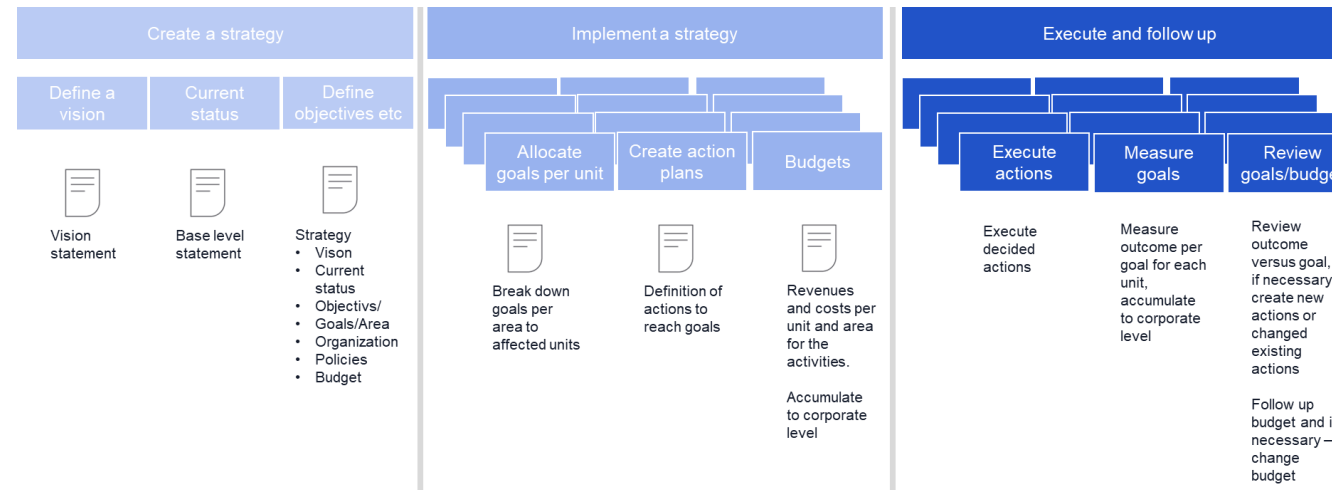 Create a strategy
Implement a strategy
Execute and follow up
Define a
vision
Current
status
Define
objectives etc
Allocate
goals per unit
Create action
plans
Budgets
Execute
actions
Measure
goals
Review
Vision
statement
Base level
statement
Strategy
• Vison
• Current
status
• Objectivs/
• Goals/Area
• Organization
• Policies
• Budget
Break down
goals per
area to
affected units
Definition of
actions to
reach goals
Revenues
and costs per
unit and area
for the
activities.
Accumulate
to corporate
level
Execute
decided
actions
Measure
outcome per
goal for each
unit,
accumulate
to corporate
level
Review
outcome
versus goal,
if necessary
create new
actions or
changed
existing
actions
Follow up
budget and
necessary –
change
budget